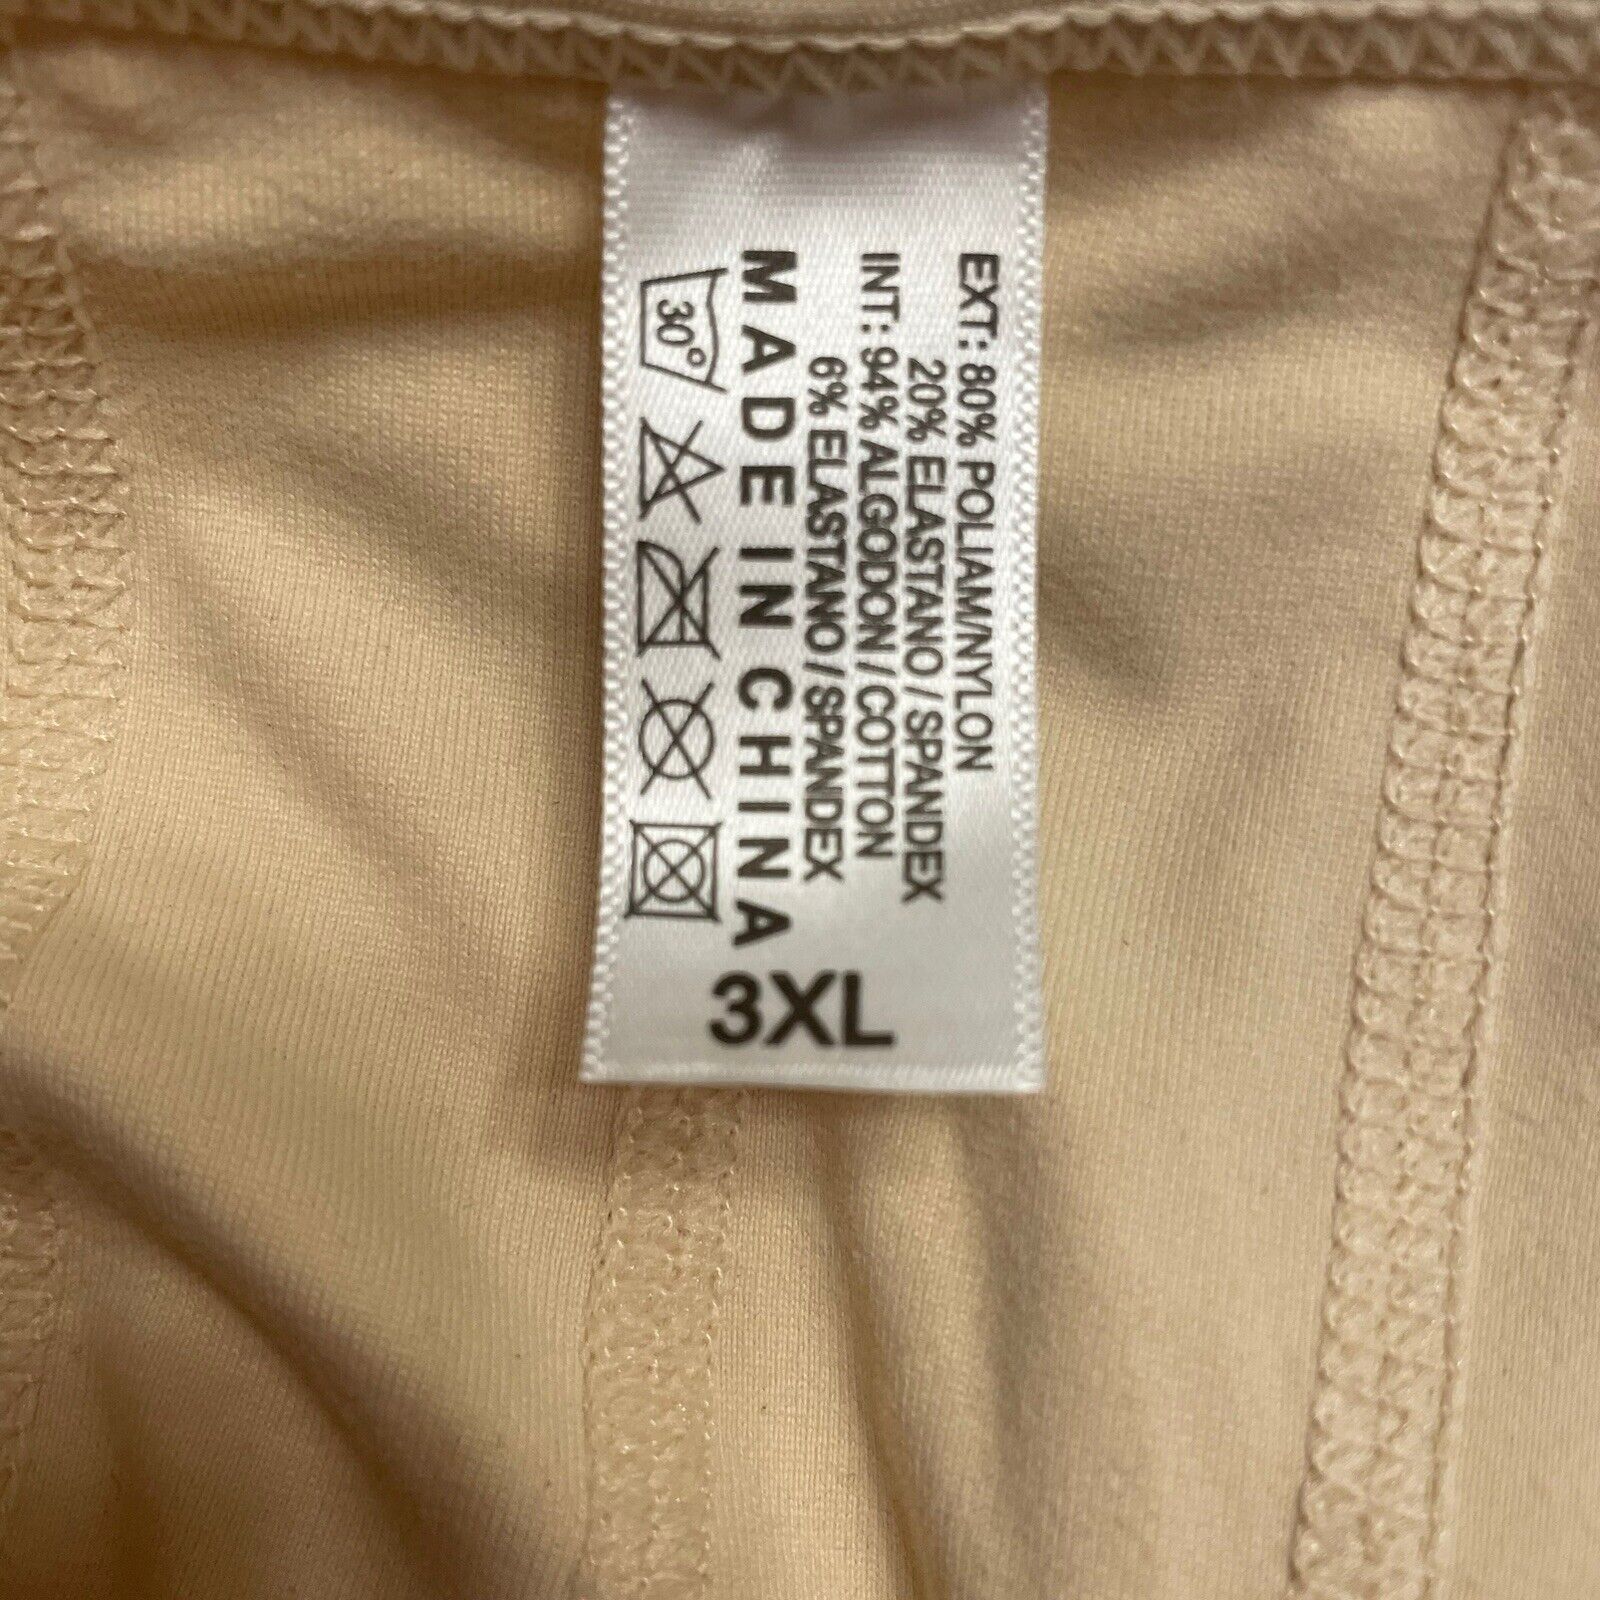 EXT: 80% POLIAM/NYLON
20% ELASTANO / SPANDEX
INT: 94% ALGODON / COTTON
6% ELASTANO / SPANDEX
MADE IN CHINA
30°
3XL